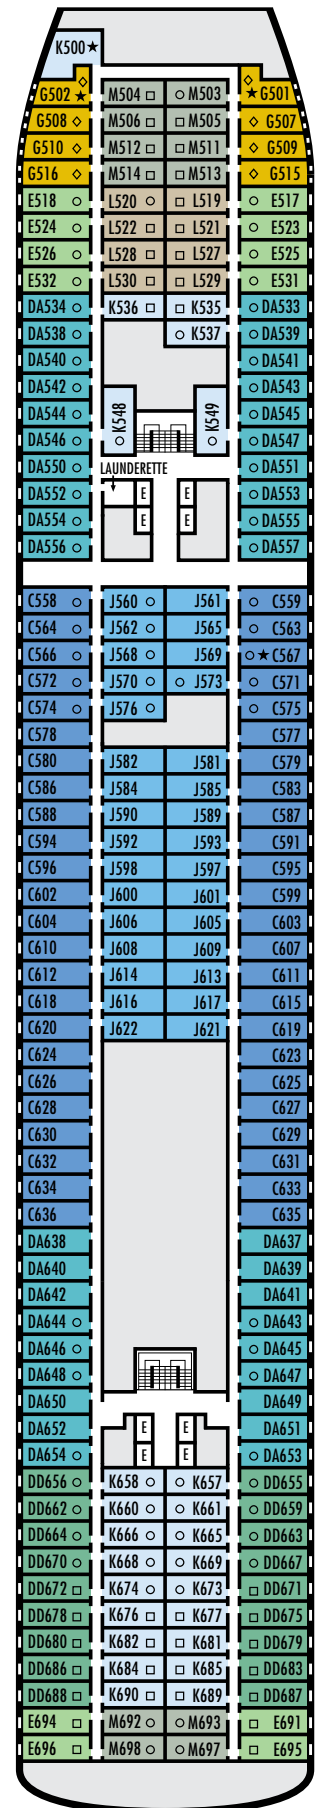 K500★
G502 ★ M504 □ ○ M503 ★ G501
G508 ◇ M506 □ □ M505 ◇ G507
G510 ◇ M512 □ □ M511 ◇ G509
G516 ◇ M514 □ □ M513 ◇ G515
E518 ○ L520 ○ □ L519 ○ E517
E524 ○ L522 □ □ L521 ○ E523
E526 ○ L528 □ □ L527 ○ E525
E532 ○ L530 □ □ L529 ○ E531
DA534 ○ K536 □ □ K535 ○ DA533
DA538 ○ ○ K537 ○ DA539
DA540 ○ ○ DA541
DA542 ○ ○ DA543
DA544 ○ K548 ○ K549 ○ ○ DA545
DA546 ○ ○ DA547
DA550 ○ LAUNDERETTE ○ DA551
DA552 ○ E E ○ DA553
DA554 ○ E E ○ DA555
DA556 ○ ○ DA557
C558 ○ J560 ○ J561 ○ C559
C564 ○ J562 ○ J565 ○ C563
C566 ○ J568 ○ J569 ○★ C567
C572 ○ J570 ○ ○ J573 ○ C571
C574 ○ J576 ○ ○ C575
C578 C577
C580 J582 J581 C579
C586 J584 J585 C583
C588 J590 J589 C587
C594 J592 J593 C591
C596 J598 J597 C595
C602 J600 J601 C599
C604 J606 J605 C603
C610 J608 J609 C607
C612 J614 J613 C611
C618 J616 J617 C615
C620 J622 J621 C619
C624 C623
C626 C625
C628 C627
C630 C629
C632 C631
C634 C633
C636 C635
DA638 DA637
DA640 DA639
DA642 DA641
DA644 ○ ○ DA643
DA646 ○ ○ DA645
DA648 ○ ○ DA647
DA650 DA649
DA652 E E DA651
DA654 ○ E E ○ DA653
DD656 ○ K658 ○ ○ K657 ○ DD655
DD662 ○ K660 ○ ○ K661 ○ DD659
DD664 ○ K666 ○ ○ K665 ○ DD663
DD670 ○ K668 ○ ○ K669 ○ DD667
DD672 □ K674 ○ ○ K673 □ DD671
DD678 □ K676 □ □ K677 □ DD675
DD680 □ K682 □ □ K681 □ DD679
DD686 □ K684 □ □ K685 □ DD683
DD688 □ K690 □ □ K689 □ DD687
E694 □ M692 ○ ○ M693 □ E691
E696 □ M698 ○ ○ M697 □ E695